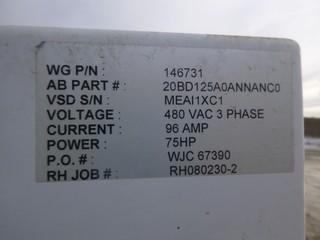 WG P/N : 146731
AB PART # : 20BD125A0ANNANC0
VSD S/N : MEAI1XC1
VOLTAGE : 480 VAC 3 PHASE
CURRENT : 96 AMP
POWER : 75HP
P.O. # : WJC 67390
RH JOB # : RH080230-2